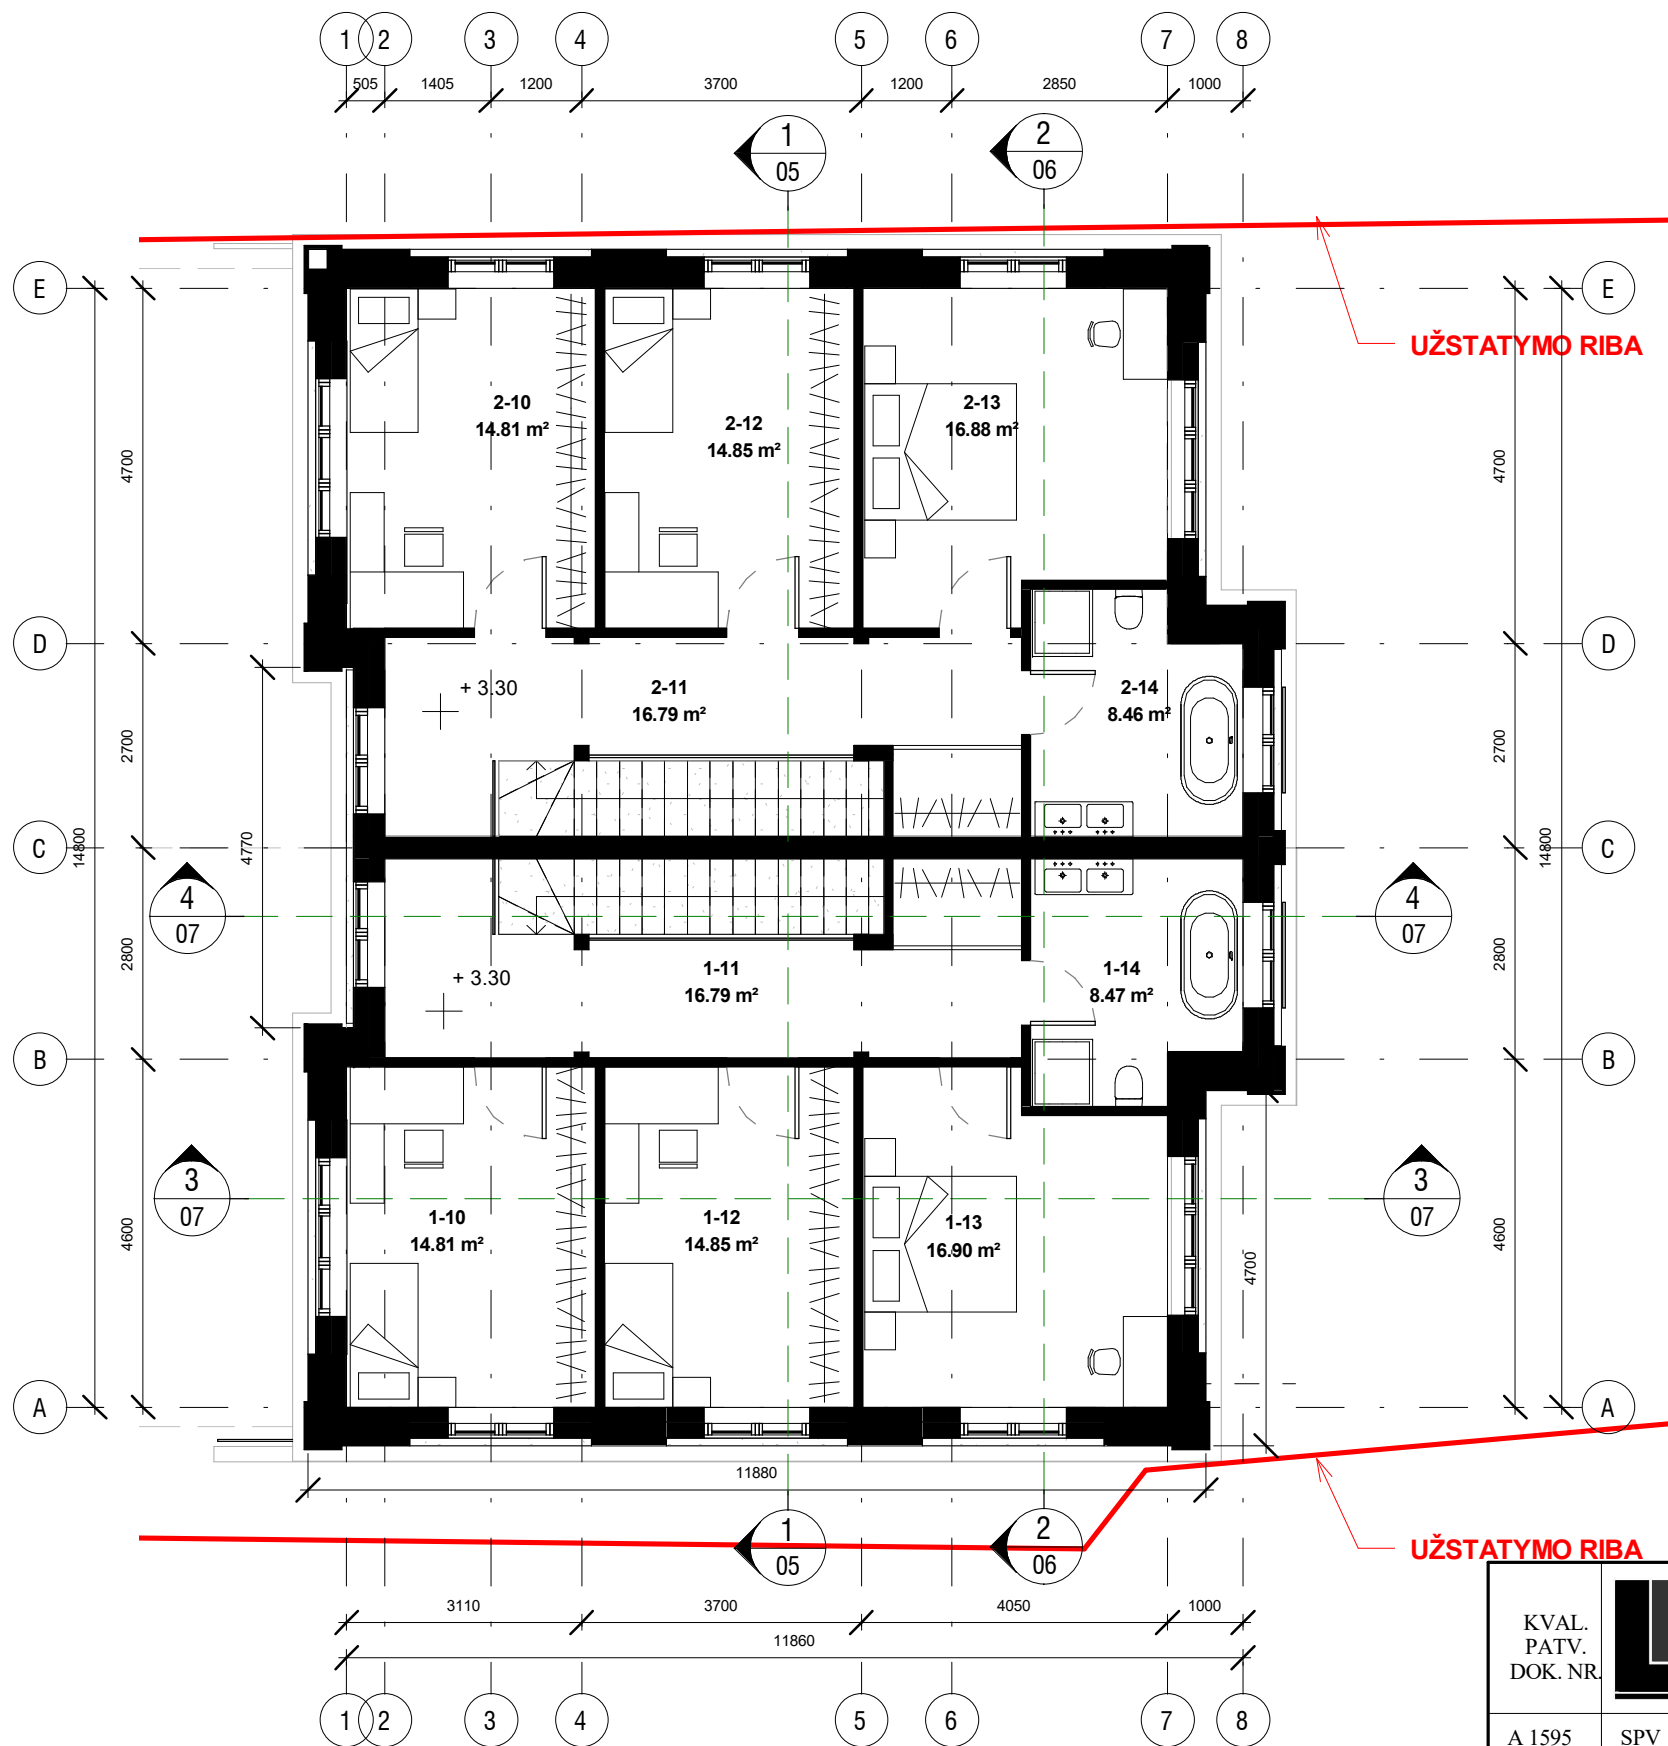 1 2 3 4 5 6 7 8
505 1405 1200 3700 1200 2850 1000
1 2
05 06
E E
UŽSTATYMO RIBA
2-10 2-12 2-13
14.81 m² 14.85 m² 16.88 m²
4700 4700
D D
+ 3.30
2-11 2-14
16.79 m² 8.46 m²
2700 2700
14800 4770 14800
C C
4 4
07 07
2800 2800
+ 3.30
1-11 1-14
16.79 m² 8.47 m²
B B
3 3
07 07
4600 4600
1-10 1-12 1-13
14.81 m² 14.85 m² 16.90 m²
4700
A A
11880
1 2
05 06
UŽSTATYMO RIBA
3110 3700 4050 1000
11860
1 2 3 4 5 6 7 8
KVAL.
PATV.
DOK. NR.
A 1595 SPV